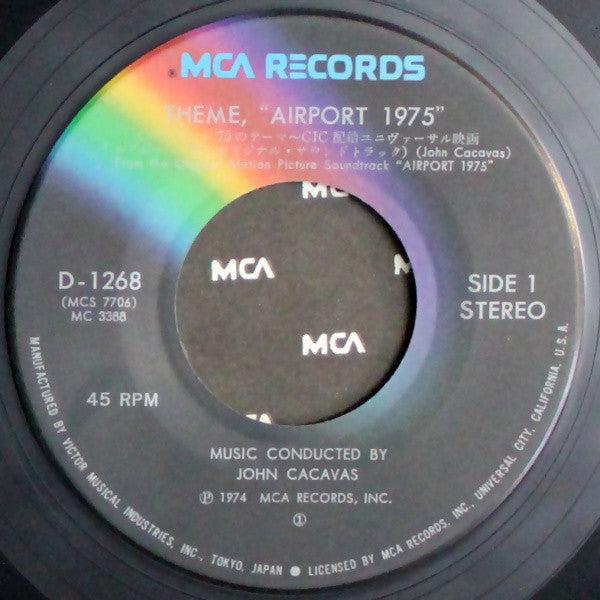 MCA RECORDS
THEME, "AIRPORT 1975"
75のテーマ~CIC配給ユニヴァーサル映画
ジナル・サウンドトラック) (John Cacavas)
From the Original Motion Picture Soundtrack "AIRPORT 1975"
MCA
MCA
MCA
D-1268
(MCS 7706)
MC 3388
SIDE 1
STEREO
45 RPM
MUSIC CONDUCTED BY
JOHN CACAVAS
Ⓟ 1974 MCA RECORDS, INC.
①
MANUFACTURED BY VICTOR MUSICAL INDUSTRIES, INC., TOKYO, JAPAN ● LICENSED BY MCA RECORDS, INC., UNIVERSAL CITY, CALIFORNIA, U.S.A.